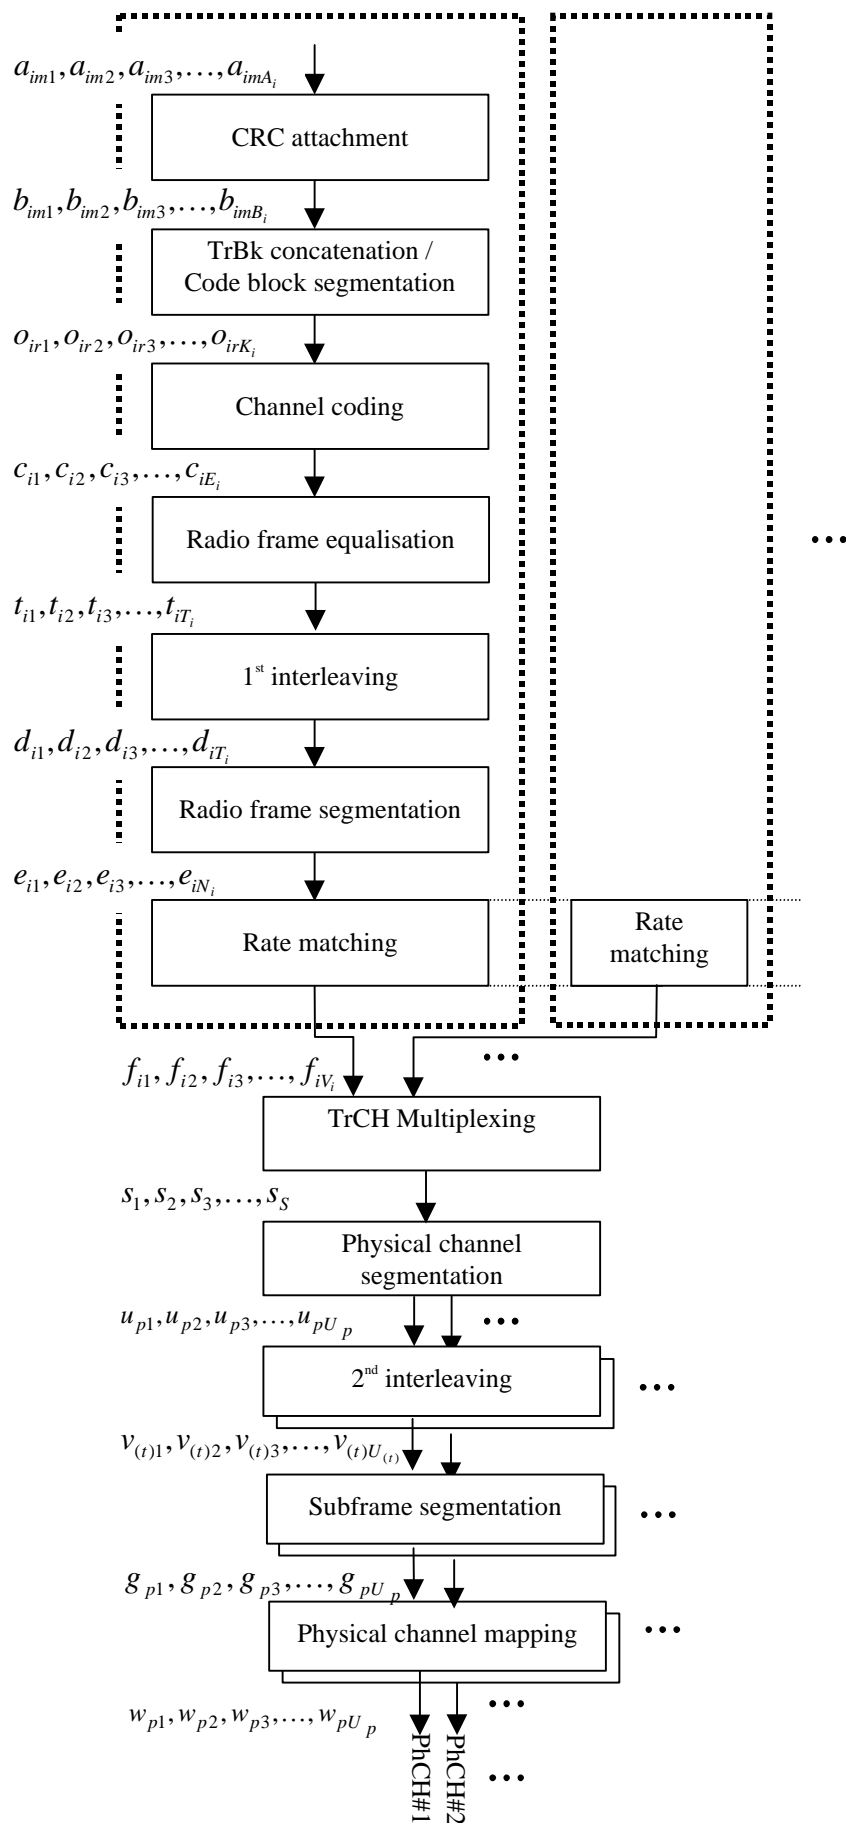 a_{im1}, a_{im2}, a_{im3}, …, a_{imA_i}
CRC attachment
b_{im1}, b_{im2}, b_{im3}, …, b_{imB_i}
TrBk concatenation /
Code block segmentation
o_{ir1}, o_{ir2}, o_{ir3}, …, o_{irK_i}
Channel coding
c_{i1}, c_{i2}, c_{i3}, …, c_{iE_i}
Radio frame equalisation
…
t_{i1}, t_{i2}, t_{i3}, …, t_{iT_i}
1^{st} interleaving
d_{i1}, d_{i2}, d_{i3}, …, d_{iT_i}
Radio frame segmentation
e_{i1}, e_{i2}, e_{i3}, …, e_{iN_i}
Rate matching
Rate
matching
…
f_{i1}, f_{i2}, f_{i3}, …, f_{iV_i}
TrCH Multiplexing
s_1, s_2, s_3, …, s_S
Physical channel
segmentation
u_{p1}, u_{p2}, u_{p3}, …, u_{pU_p}
…
2^{nd} interleaving
…
v_{(t)1}, v_{(t)2}, v_{(t)3}, …, v_{(t)U_{(t)}}
Subframe segmentation
…
g_{p1}, g_{p2}, g_{p3}, …, g_{pU_p}
Physical channel mapping
…
w_{p1}, w_{p2}, w_{p3}, …, w_{pU_p}
…
PhCH#1
PhCH#2
…